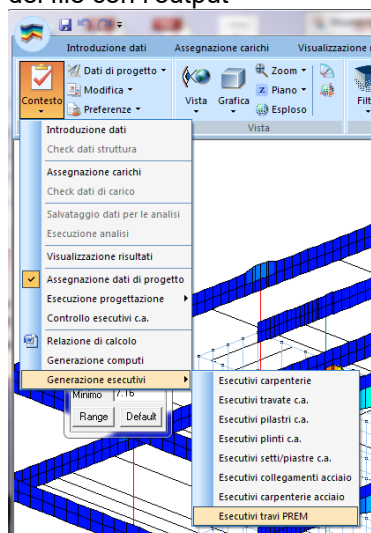 dei file con l'output
Introduzione dati Assegnazione carichi Visualizzazione
Contesto
Dati di progetto
Modifica
Preferenze
Vista
Grafica
Zoom
Piano
Esploso
Vista
Introduzione dati
Check dati struttura
Assegnazione carichi
Check dati di carico
Salvataggio dati per le analisi
Esecuzione analisi
Visualizzazione risultati
Assegnazione dati di progetto
Esecuzione progettazione
Controllo esecutivi c.a.
Relazione di calcolo
Generazione computi
Generazione esecutivi
Minimo 7.16
Range Default
Esecutivi carpenterie
Esecutivi travate c.a.
Esecutivi pilastri c.a.
Esecutivi plinti c.a.
Esecutivi setti/piastre c.a.
Esecutivi collegamenti acciaio
Esecutivi carpenterie acciaio
Esecutivi travi PREM